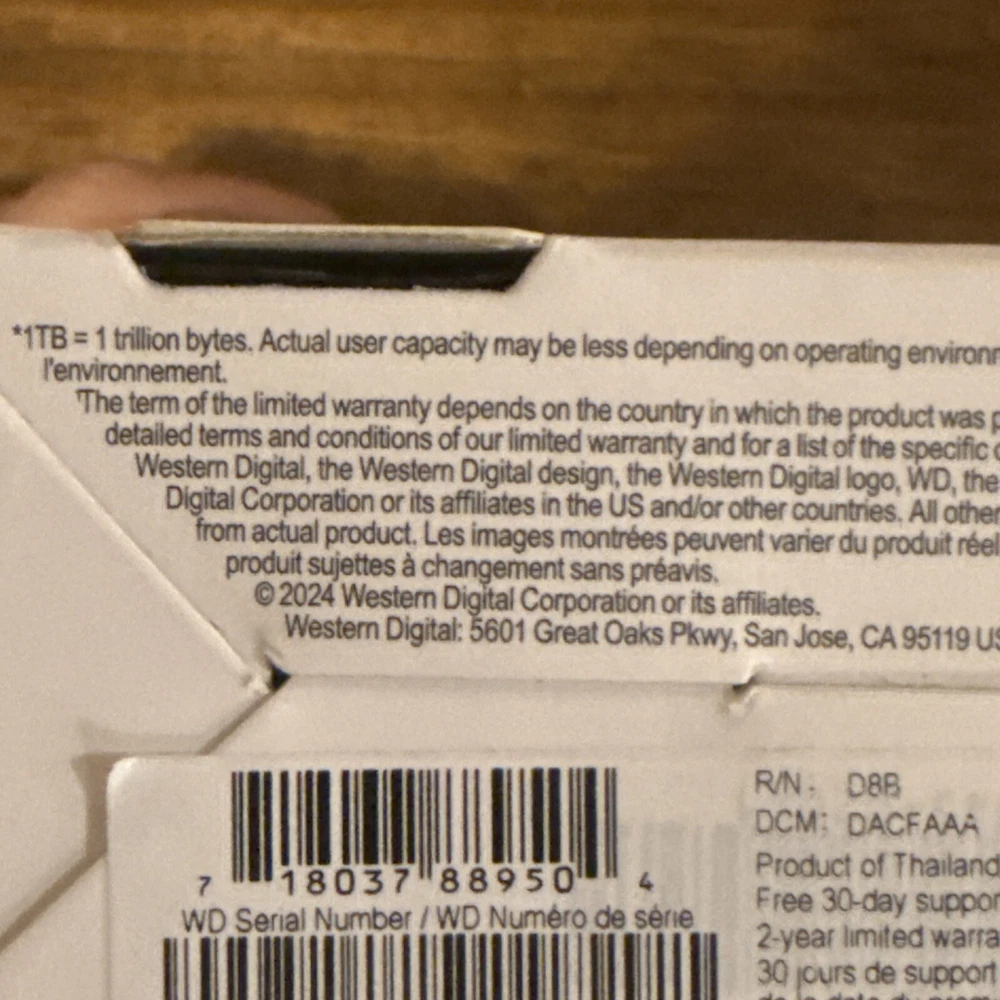 *1TB = 1 trillion bytes. Actual user capacity may be less depending on operating
l'environnement.
The term of the limited warranty depends on the country in which the product was
detailed terms and conditions of our limited warranty and for a list of the specific
Western Digital, the Western Digital design, the Western Digital logo, WD, the
Digital Corporation or its affiliates in the US and/or other countries. All other
from actual product. Les images montrées peuvent varier du produit réel
produit sujettes à changement sans préavis.
© 2024 Western Digital Corporation or its affiliates.
Western Digital: 5601 Great Oaks Pkwy, San Jose, CA 95119
7 18037 88950 4
WD Serial Number / WD Numéro de série
R/N: D8B
DCM: DACFAAA
Product of Thailand
Free 30-day
2-year limited
30 jours de support